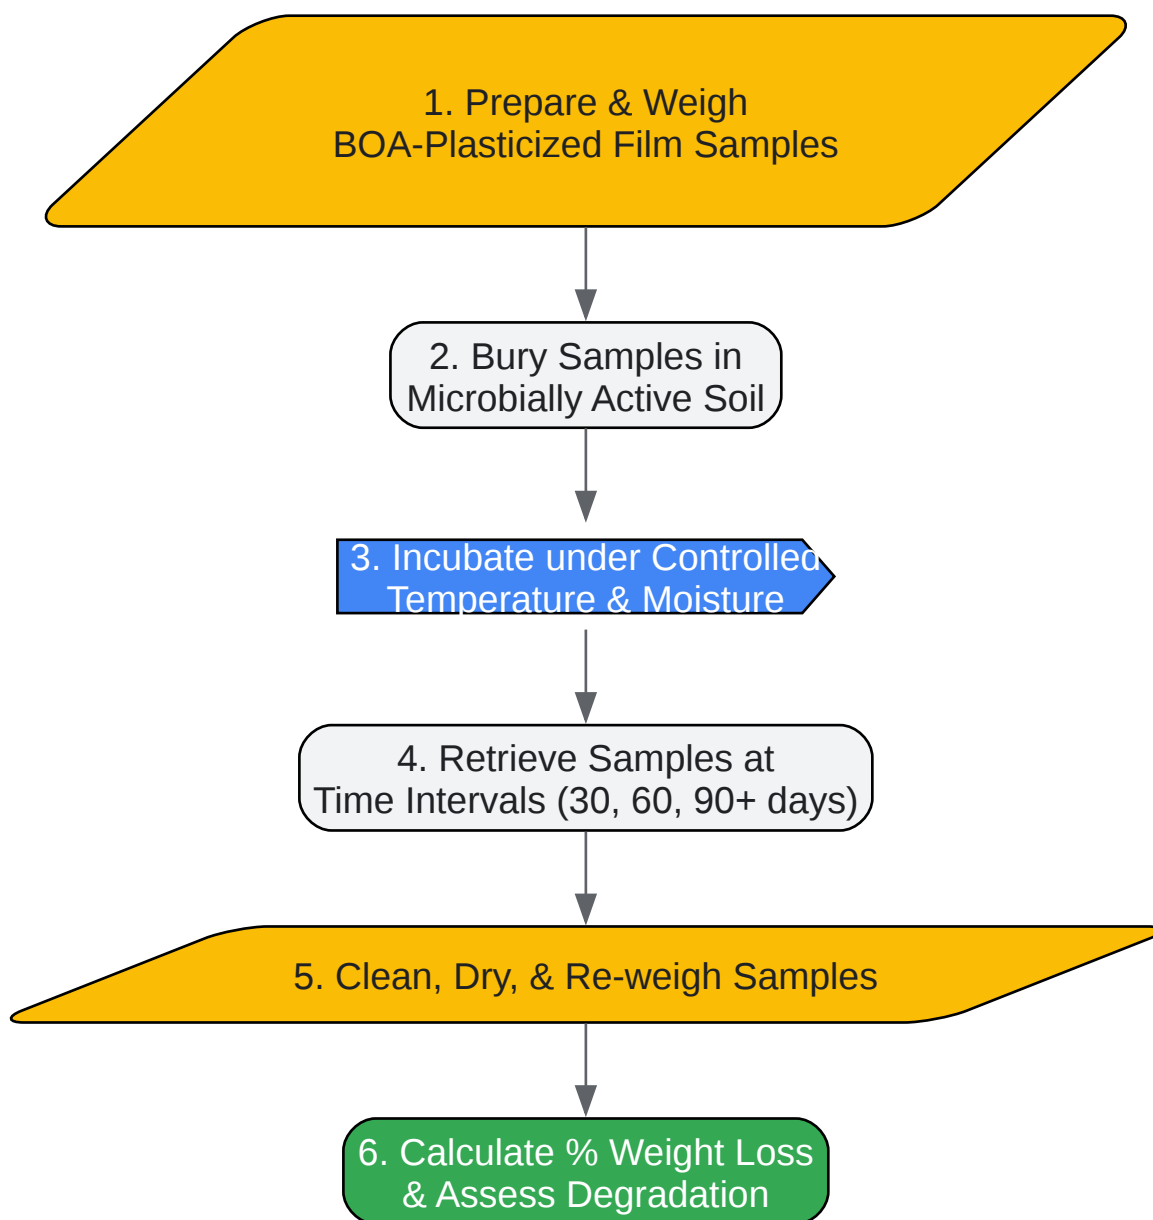 1. Prepare & Weigh
BOA-Plasticized Film Samples
2. Bury Samples in
Microbially Active Soil
3. Incubate under Controlled
Temperature & Moisture
4. Retrieve Samples at
Time Intervals (30, 60, 90+ days)
5. Clean, Dry, & Re-weigh Samples
6. Calculate % Weight Loss
& Assess Degradation